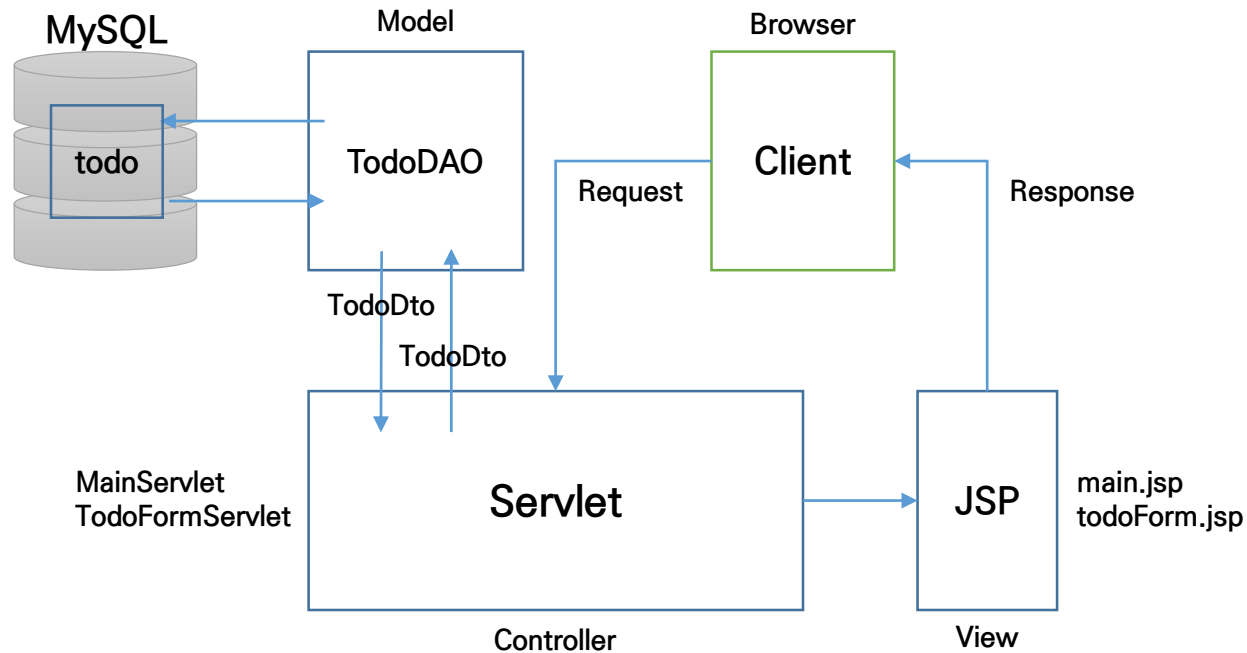 MySQL
Model
Browser
todo
TodoDAO
Client
Request
Response
TodoDto
TodoDto
MainServlet
TodoFormServlet
Servlet
JSP
main.jsp
todoForm.jsp
Controller
View